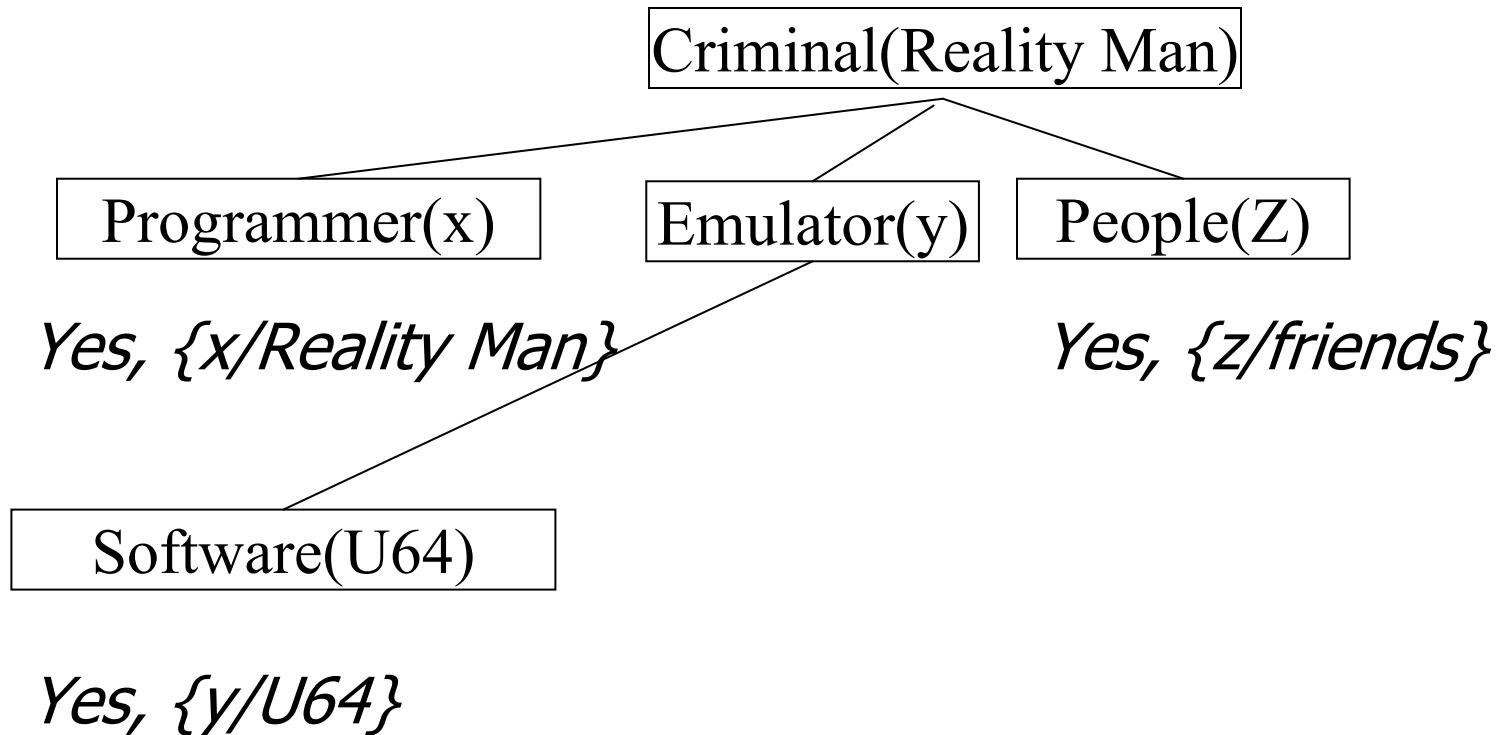 Criminal(Reality Man)
Programmer(x)
Emulator(y)
People(Z)
Yes, {x/Reality Man}
Yes, {z/friends}
Software(U64)
Yes, {y/U64}